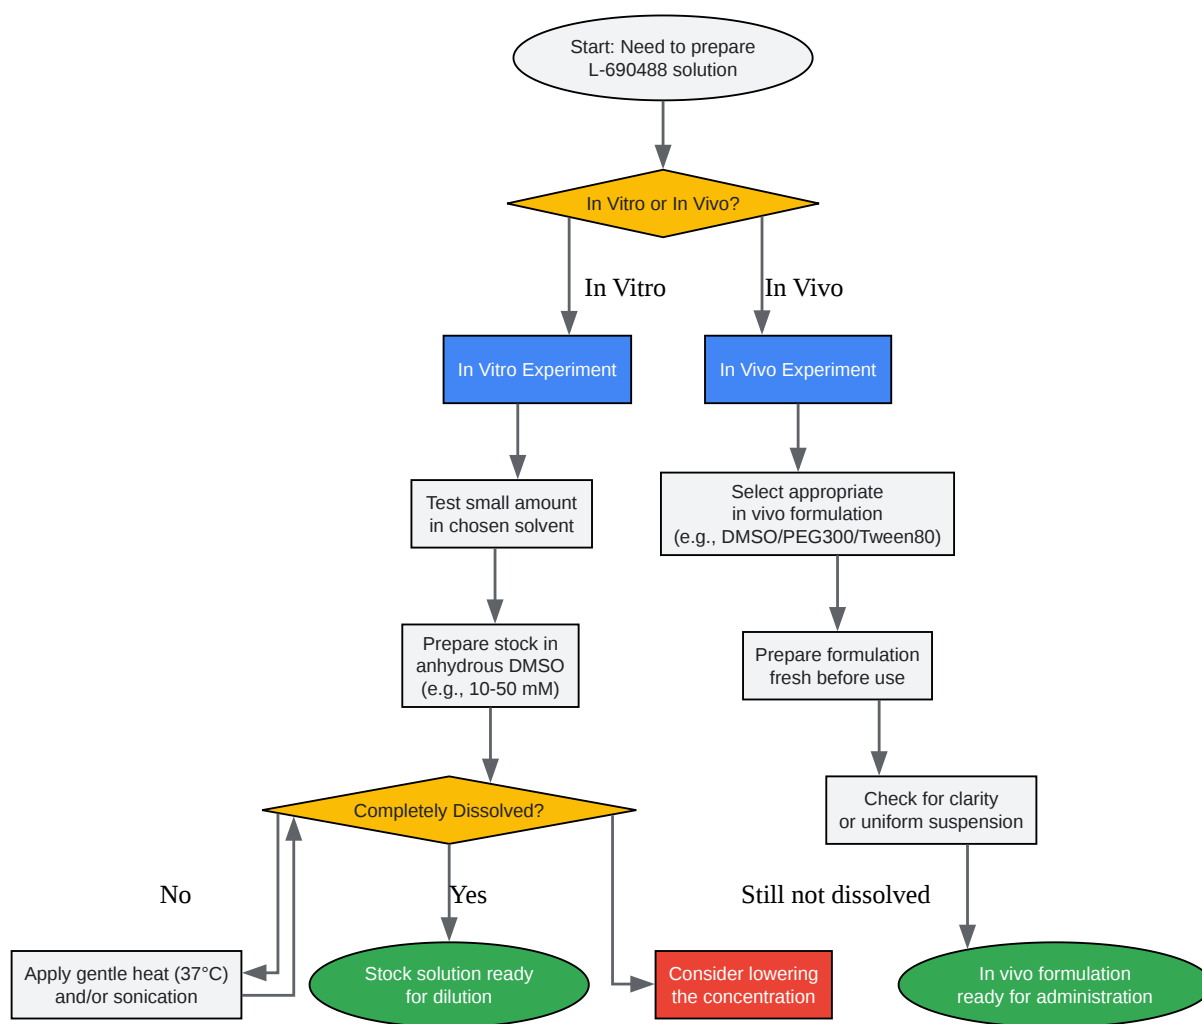 Start: Need to prepare
L-690488 solution
In Vitro or In Vivo?
In Vitro
In Vivo
In Vitro Experiment
In Vivo Experiment
Test small amount
in chosen solvent
Select appropriate
in vivo formulation
(e.g., DMSO/PEG300/Tween80)
Prepare stock in
anhydrous DMSO
(e.g., 10-50 mM)
Prepare formulation
fresh before use
Completely Dissolved?
Check for clarity
or uniform suspension
No
Yes
Still not dissolved
Apply gentle heat (37°C)
and/or sonication
Stock solution ready
for dilution
Consider lowering
the concentration
In vivo formulation
ready for administration